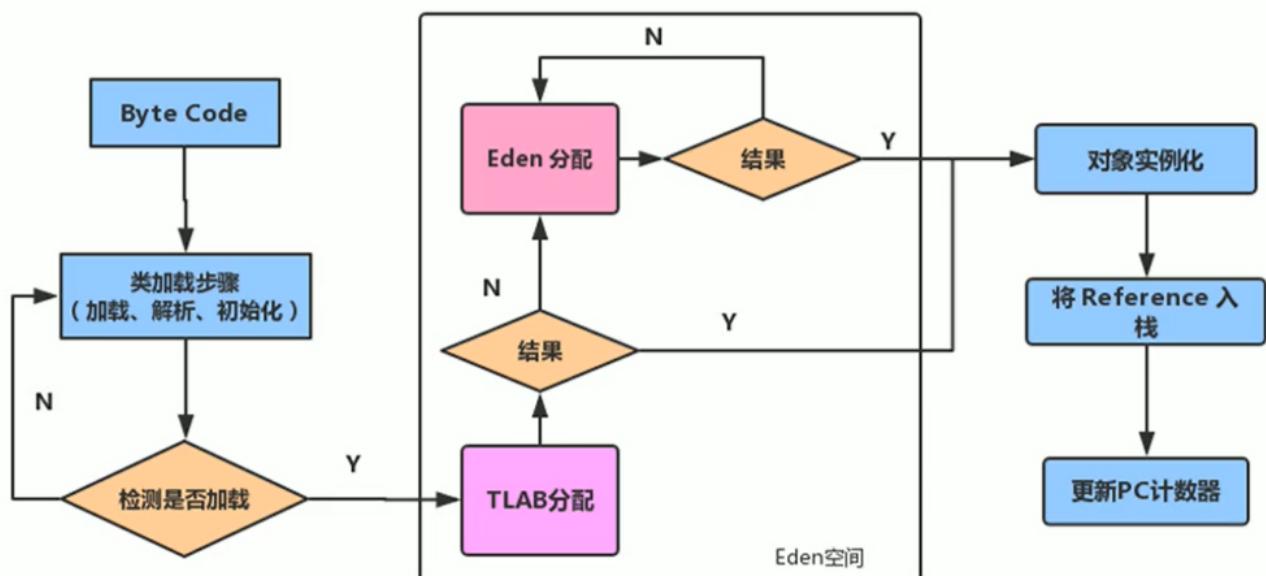 Byte Code
类加载步骤
（加载、解析、初始化）
N
检测是否加载
Y
N
Eden 分配
结果
Y
N
结果
Y
TLAB分配
Eden空间
对象实例化
将 Reference 入
栈
更新PC计数器